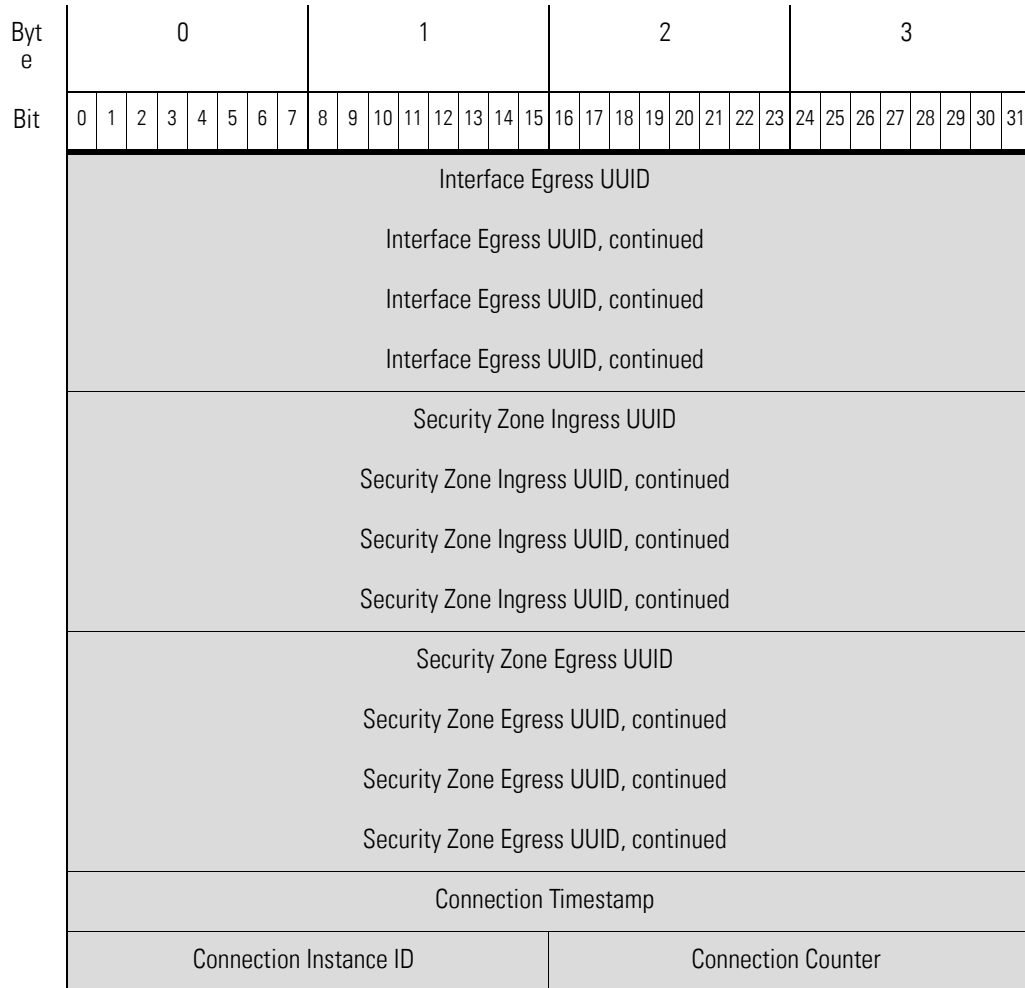 Byt
e 0 1 2 3
Bit 0 1 2 3 4 5 6 7 8 9 10 11 12 13 14 15 16 17 18 19 20 21 22 23 24 25 26 27 28 29 30 31
Interface Egress UUID
Interface Egress UUID, continued
Interface Egress UUID, continued
Interface Egress UUID, continued
Security Zone Ingress UUID
Security Zone Ingress UUID, continued
Security Zone Ingress UUID, continued
Security Zone Ingress UUID, continued
Security Zone Egress UUID
Security Zone Egress UUID, continued
Security Zone Egress UUID, continued
Security Zone Egress UUID, continued
Connection Timestamp
Connection Instance ID Connection Counter